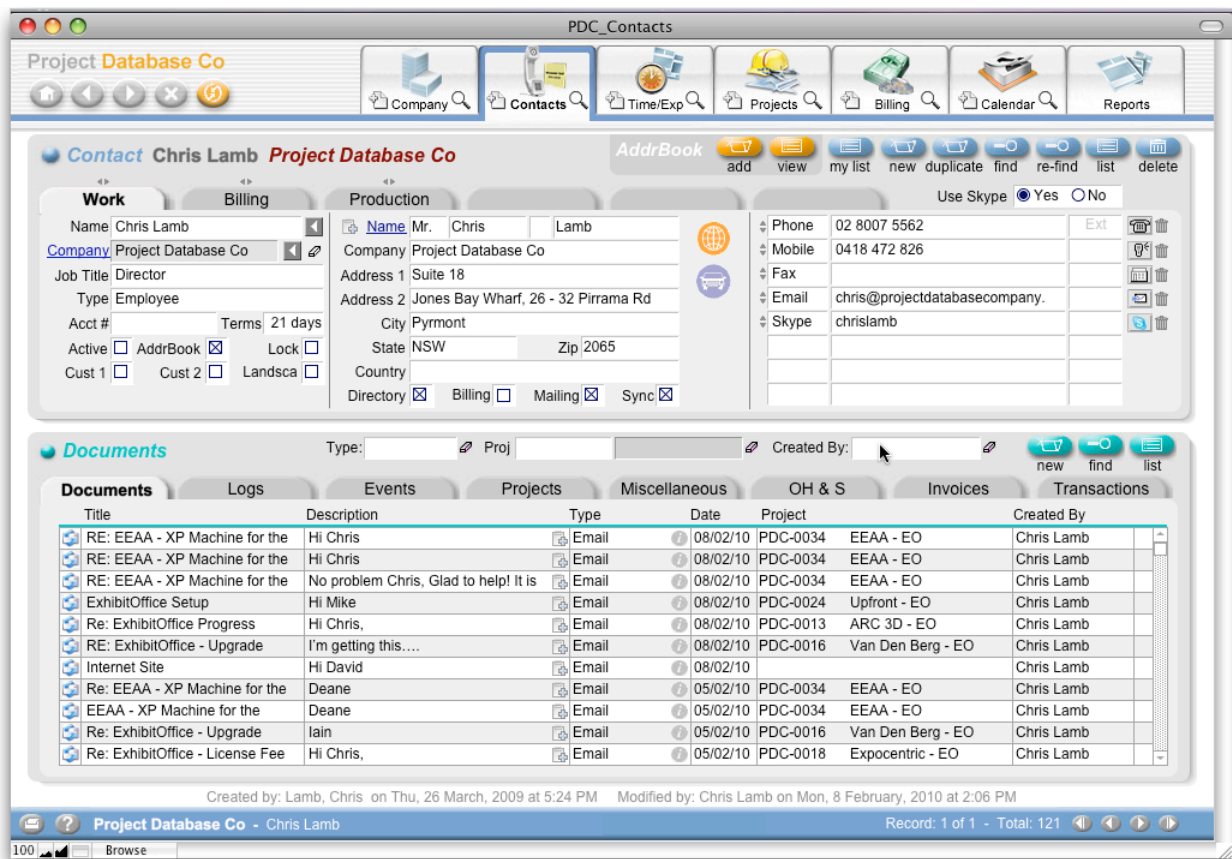 PDC_Contacts
Project Database Co
Company Contacts Time/Exp Projects Billing Calendar Reports
Contact Chris Lamb Project Database Co AddrBook
add view my list new duplicate find re-find list delete
Work Billing Production Use Skype Yes No
Name Chris Lamb Name Mr. Chris Lamb Phone 02 8007 5562 Ext
Company Project Database Co Company Project Database Co Mobile 0418 472 826
Job Title Director Address 1 Suite 18 Fax
Type Employee Address 2 Jones Bay Wharf, 26 - 32 Pirrama Rd Email chris@projectdatabasecompany.
Acct # Terms 21 days City Pyrmont Skype chrislamb
Active AddrBook Lock State NSW Zip 2065
Cust 1 Cust 2 Landsca Country
Directory Billing Mailing Sync
Documents Type: Proj Created By:
new find list
Documents Logs Events Projects Miscellaneous OH & S Invoices Transactions
Title Description Type Date Project Created By
RE: EEAA - XP Machine for the Hi Chris Email 08/02/10 PDC-0034 EEAA - EO Chris Lamb
RE: EEAA - XP Machine for the Hi Chris Email 08/02/10 PDC-0034 EEAA - EO Chris Lamb
RE: EEAA - XP Machine for the No problem Chris, Glad to help! It is Email 08/02/10 PDC-0034 EEAA - EO Chris Lamb
ExhibitOffice Setup Hi Mike Email 08/02/10 PDC-0024 Upfront - EO Chris Lamb
Re: ExhibitOffice Progress Hi Chris, Email 08/02/10 PDC-0013 ARC 3D - EO Chris Lamb
RE: ExhibitOffice - Upgrade I'm getting this.... Email 08/02/10 PDC-0016 Van Den Berg - EO Chris Lamb
Internet Site Hi David Email 08/02/10 Chris Lamb
Re: EEAA - XP Machine for the Deane Email 05/02/10 PDC-0034 EEAA - EO Chris Lamb
EEAA - XP Machine for the Deane Email 05/02/10 PDC-0034 EEAA - EO Chris Lamb
Re: ExhibitOffice - Upgrade Iain Email 05/02/10 PDC-0016 Van Den Berg - EO Chris Lamb
Re: ExhibitOffice - License Fee Hi Chris, Email 05/02/10 PDC-0018 Expocentric - EO Chris Lamb
Created by: Lamb, Chris on Thu, 26 March, 2009 at 5:24 PM Modified by: Chris Lamb on Mon, 8 February, 2010 at 2:06 PM
Project Database Co - Chris Lamb Record: 1 of 1 - Total: 121
100 Browse